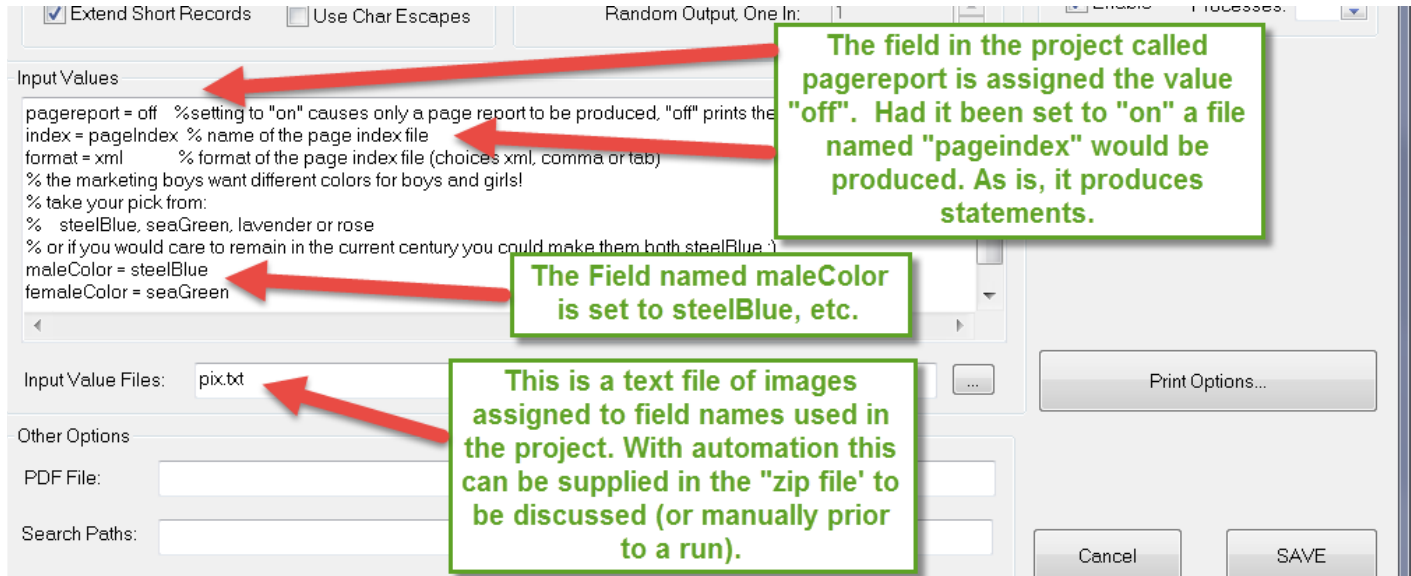 Extend Short Records
Use Char Escapes
Random Output, One In:
1
Enable
Processes:
The field in the project called
pagereport is assigned the value
"off".  Had it been set to "on" a file
named "pageindex" would be
produced. As is, it produces
statements.
Input Values
pagereport = off   %setting to "on" causes only a page report to be produced, "off" prints the
index = pageIndex  % name of the page index file
format = xml          % format of the page index file (choices xml, comma or tab)
% the marketing boys want different colors for boys and girls!
% take your pick from:
%    steelBlue, seaGreen, lavender or rose
% or if you would care to remain in the current century you could make them both steelBlue :)
maleColor = steelBlue
femaleColor = seaGreen
The Field named maleColor
is set to steelBlue, etc.
Input Value Files:
pix.txt
...
Print Options...
This is a text file of images
assigned to field names used in
the project. With automation this
can be supplied in the "zip file' to
be discussed (or manually prior
to a run).
Other Options
PDF File:
Search Paths:
Cancel
SAVE